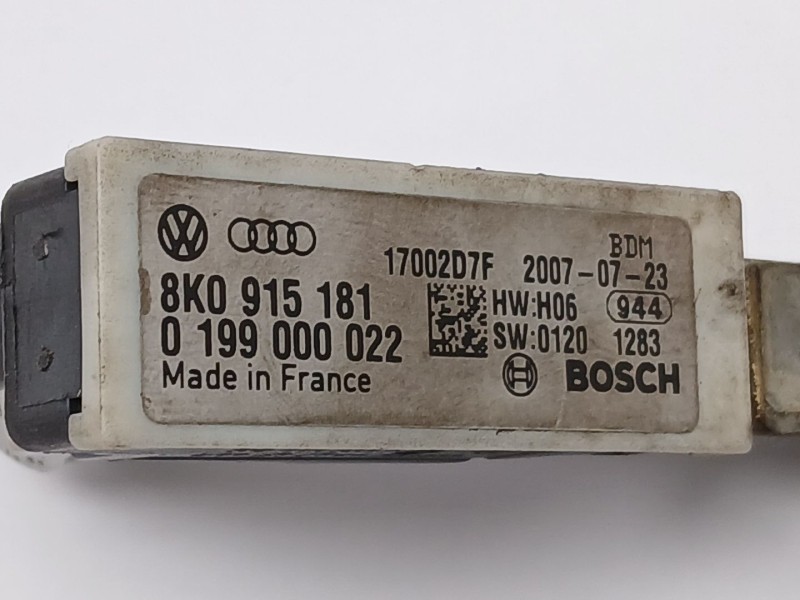 BDM
17002D7F 2007-07-23
8K0 915 181
HW:H06 944
0 199 000 022
SW:0120 1283
Made in France
BOSCH